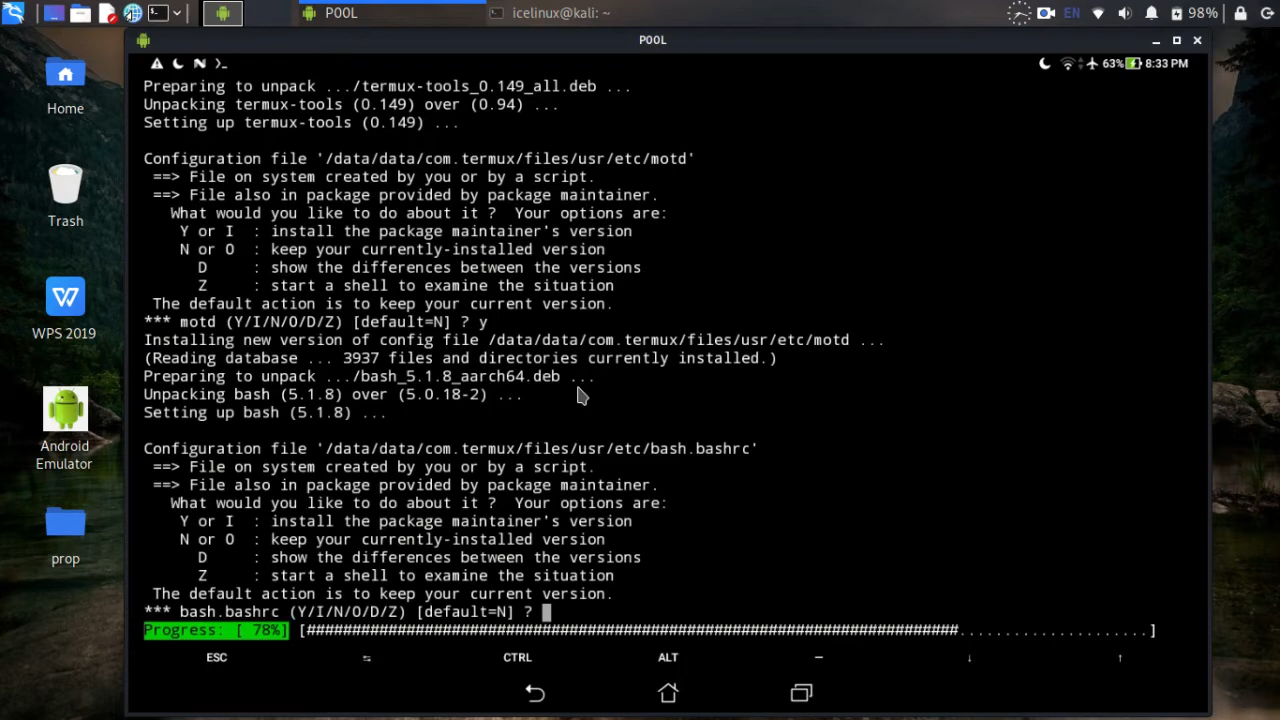 POOL
icelinux@kali: ~
EN
98%
POOL
63%
8:33 PM
Home
Trash
WPS 2019
Android
Emulator
prop
Preparing to unpack .../termux-tools_0.149_all.deb ...
Unpacking termux-tools (0.149) over (0.94) ...
Setting up termux-tools (0.149) ...
Configuration file '/data/data/com.termux/files/usr/etc/motd'
==> File on system created by you or by a script.
==> File also in package provided by package maintainer.
What would you like to do about it ?  Your options are:
Y or I  : install the package maintainer's version
N or O  : keep your currently-installed version
D     : show the differences between the versions
Z     : start a shell to examine the situation
The default action is to keep your current version.
*** motd (Y/I/N/O/D/Z) [default=N] ? y
Installing new version of config file /data/data/com.termux/files/usr/etc/motd ...
(Reading database ... 3937 files and directories currently installed.)
Preparing to unpack .../bash_5.1.8_aarch64.deb ...
Unpacking bash (5.1.8) over (5.0.18-2) ...
Setting up bash (5.1.8) ...
Configuration file '/data/data/com.termux/files/usr/etc/bash.bashrc'
==> File on system created by you or by a script.
==> File also in package provided by package maintainer.
What would you like to do about it ?  Your options are:
Y or I  : install the package maintainer's version
N or O  : keep your currently-installed version
D     : show the differences between the versions
Z     : start a shell to examine the situation
The default action is to keep your current version.
*** bash.bashrc (Y/I/N/O/D/Z) [default=N] ?
Progress: [ 78%] [########################################################################.....................]
ESC
CTRL
ALT